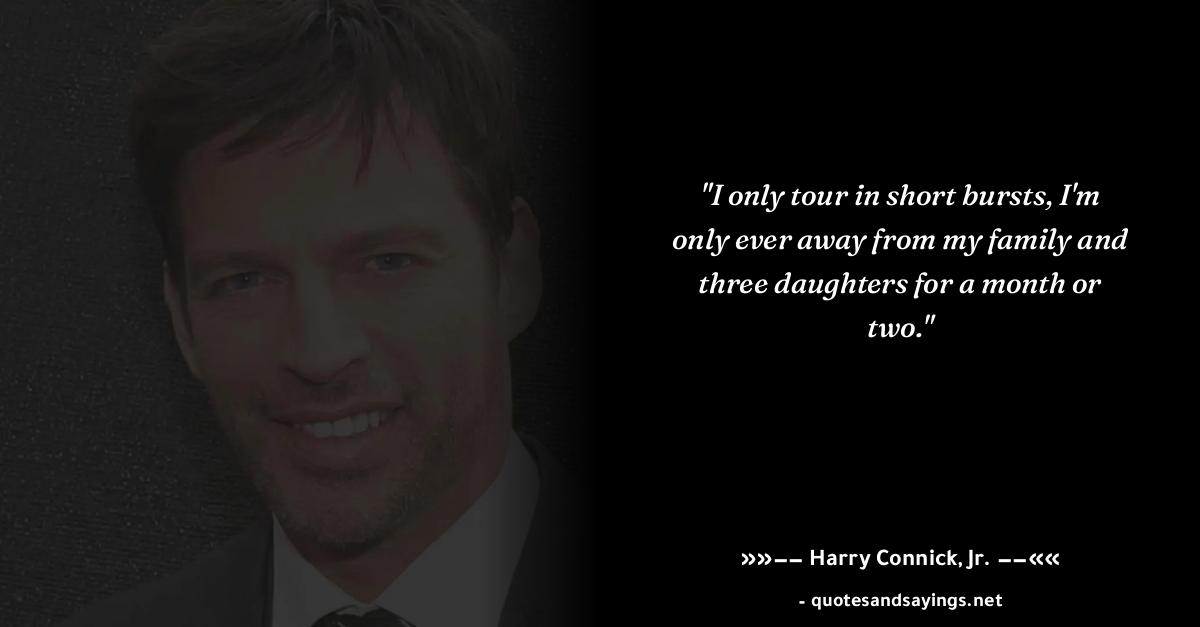 "I only tour in short bursts, I'm
only ever away from my family and
three daughters for a month or
two."
»»−− Harry Connick, Jr. −−««
- quotesandsayings.net